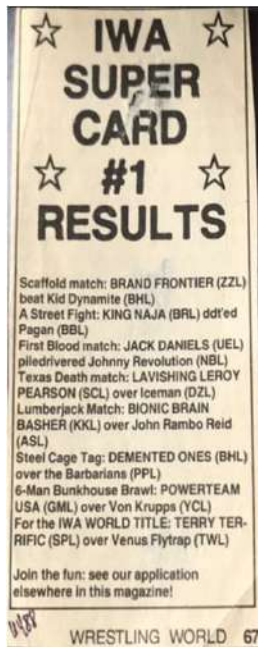 IWA
SUPER
CARD
#1
RESULTS
Scaffold match: BRAND FRONTIER (ZZL)
beat Kid Dynamite (BHL)
A Street Fight: KING NAJA (BRL) ddt'ed
Pagan (BBL)
First Blood match: JACK DANIELS (UEL)
piledrivered Johnny Revolution (NBL)
Texas Death match: LAVISHING LEROY
PEARSON (SCL) over Iceman (DZL)
Lumberjack Match: BIONIC BRAIN
BASHER (KKL) over John Rambo Reid
(ASL)
Steel Cage Tag: DEMENTED ONES (BHL)
over the Barbarians (PPL)
6-Man Bunkhouse Brawl: POWERTEAM
USA (GML) over Von Krupps (YCL)
For the IWA WORLD TITLE: TERRY TER-
RIFIC (SPL) over Venus Flytrap (TWL)
Join the fun: see our application
elsewhere in this magazine!
WRESTLING WORLD 67